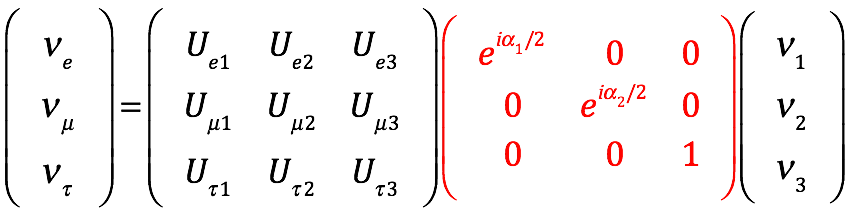 ν_e = U_e1 U_e2 U_e3 e^{iα_1/2} 0 0 ν_1
ν_μ U_μ1 U_μ2 U_μ3 0 e^{iα_2/2} 0 ν_2
ν_τ U_τ1 U_τ2 U_τ3 0 0 1 ν_3